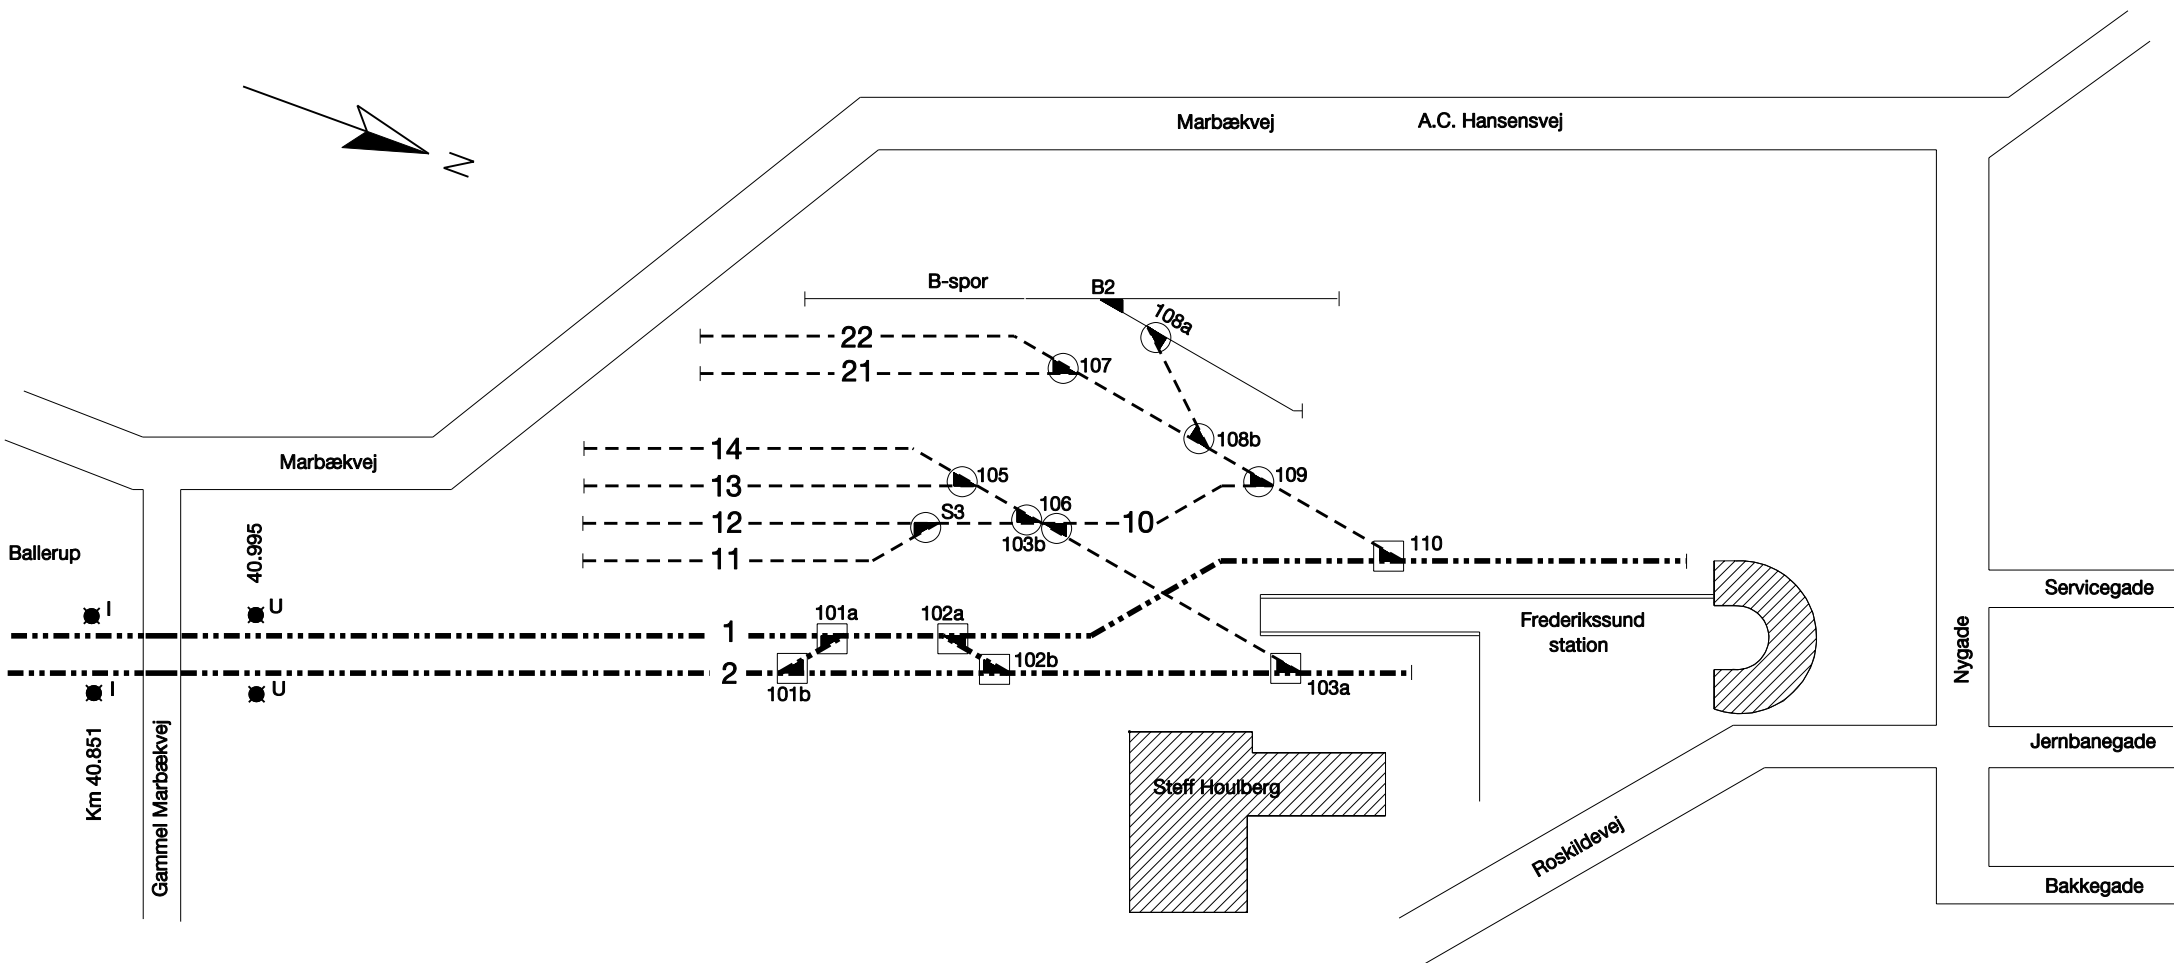 Marbækvej
A.C. Hansensvej
N
B-spor
B2
108a
22
107
21
108b
14
Marbækvej
105
109
13
106
S3
12
10
103b
110
11
40.995
Ballerup
I
U
101a
102a
1
Servicegade
Frederikssund
station
Nygade
2
102b
I
U
101b
103a
Km 40.851
Gammel Marbækvej
Jernbanegade
Steff Houlberg
Roskildevej
Bakkegade